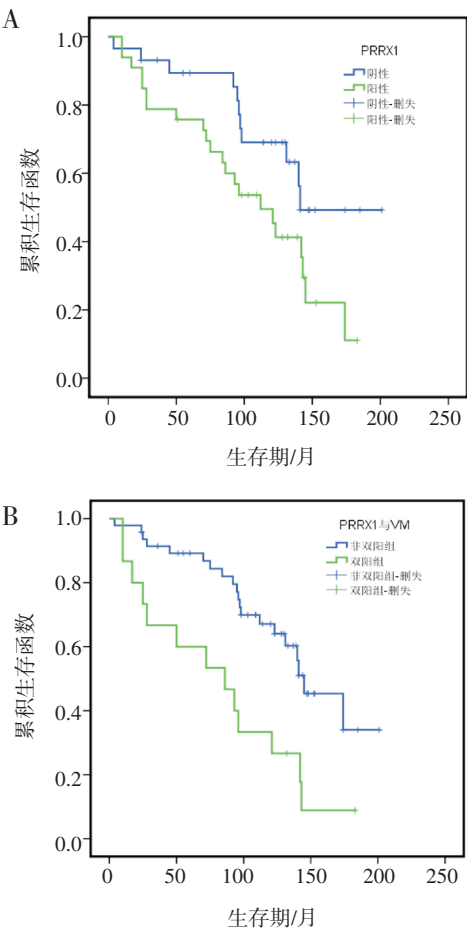 A
PRRX1
阴性
阳性
阴性-删失
阳性-删失
累积生存函数
1.0
0.8
0.6
0.4
0.2
0.0
0 50 100 150 200 250
生存期/月
B
PRRX1与VM
非双阳组
双阳组
非双阳组-删失
双阳组-删失
累积生存函数
1.0
0.8
0.6
0.4
0.2
0.0
0 50 100 150 200 250
生存期/月